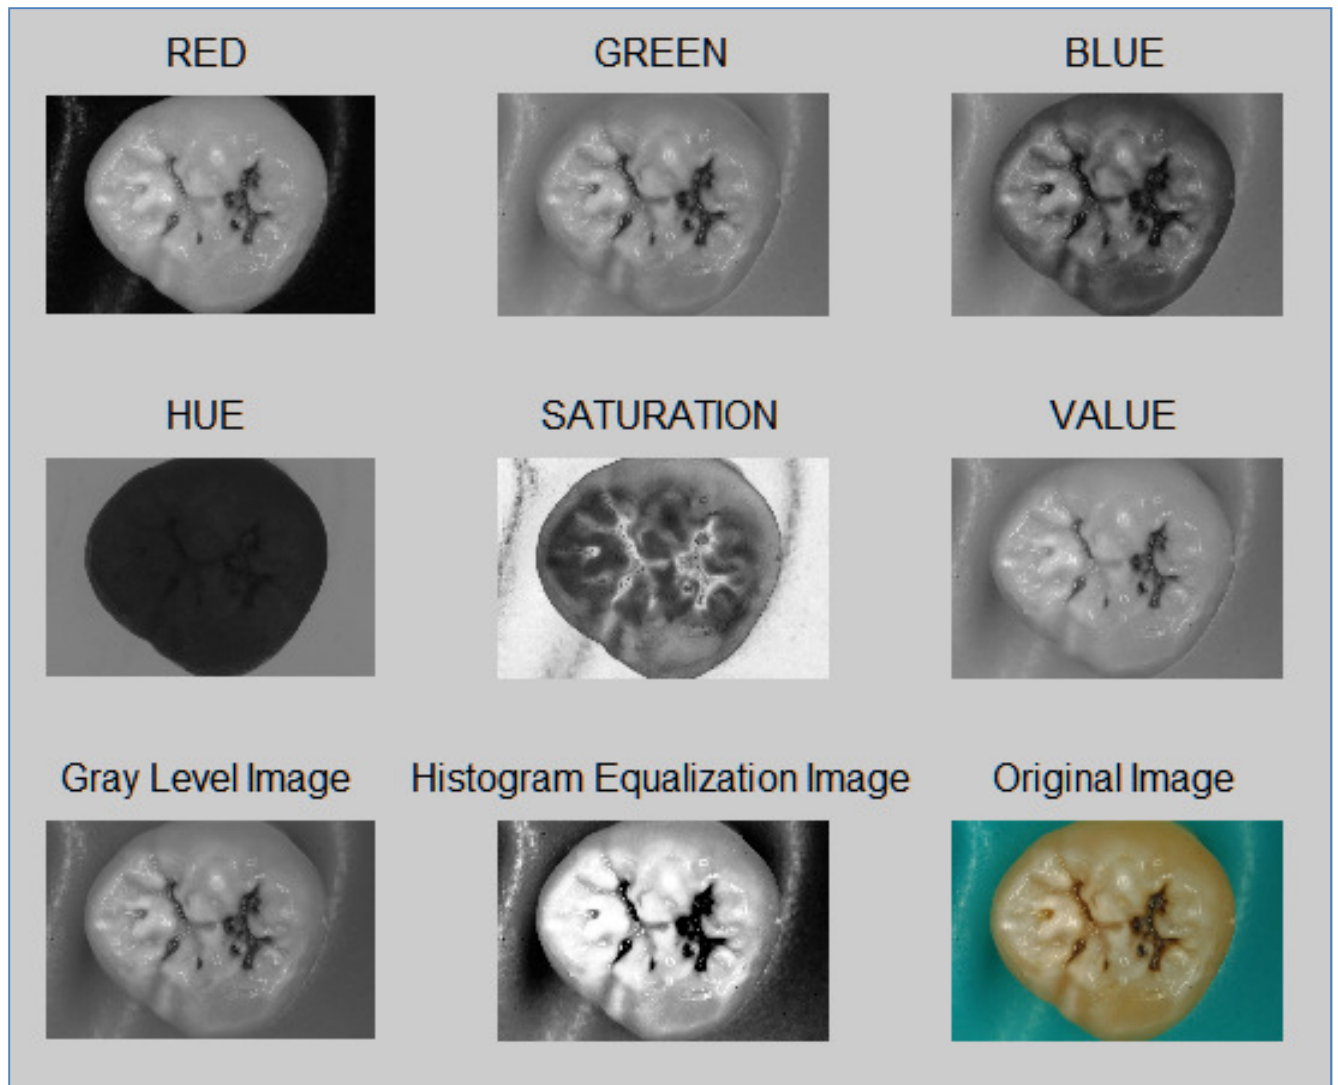 RED
GREEN
BLUE
HUE
SATURATION
VALUE
Gray Level Image
Histogram Equalization Image
Original Image